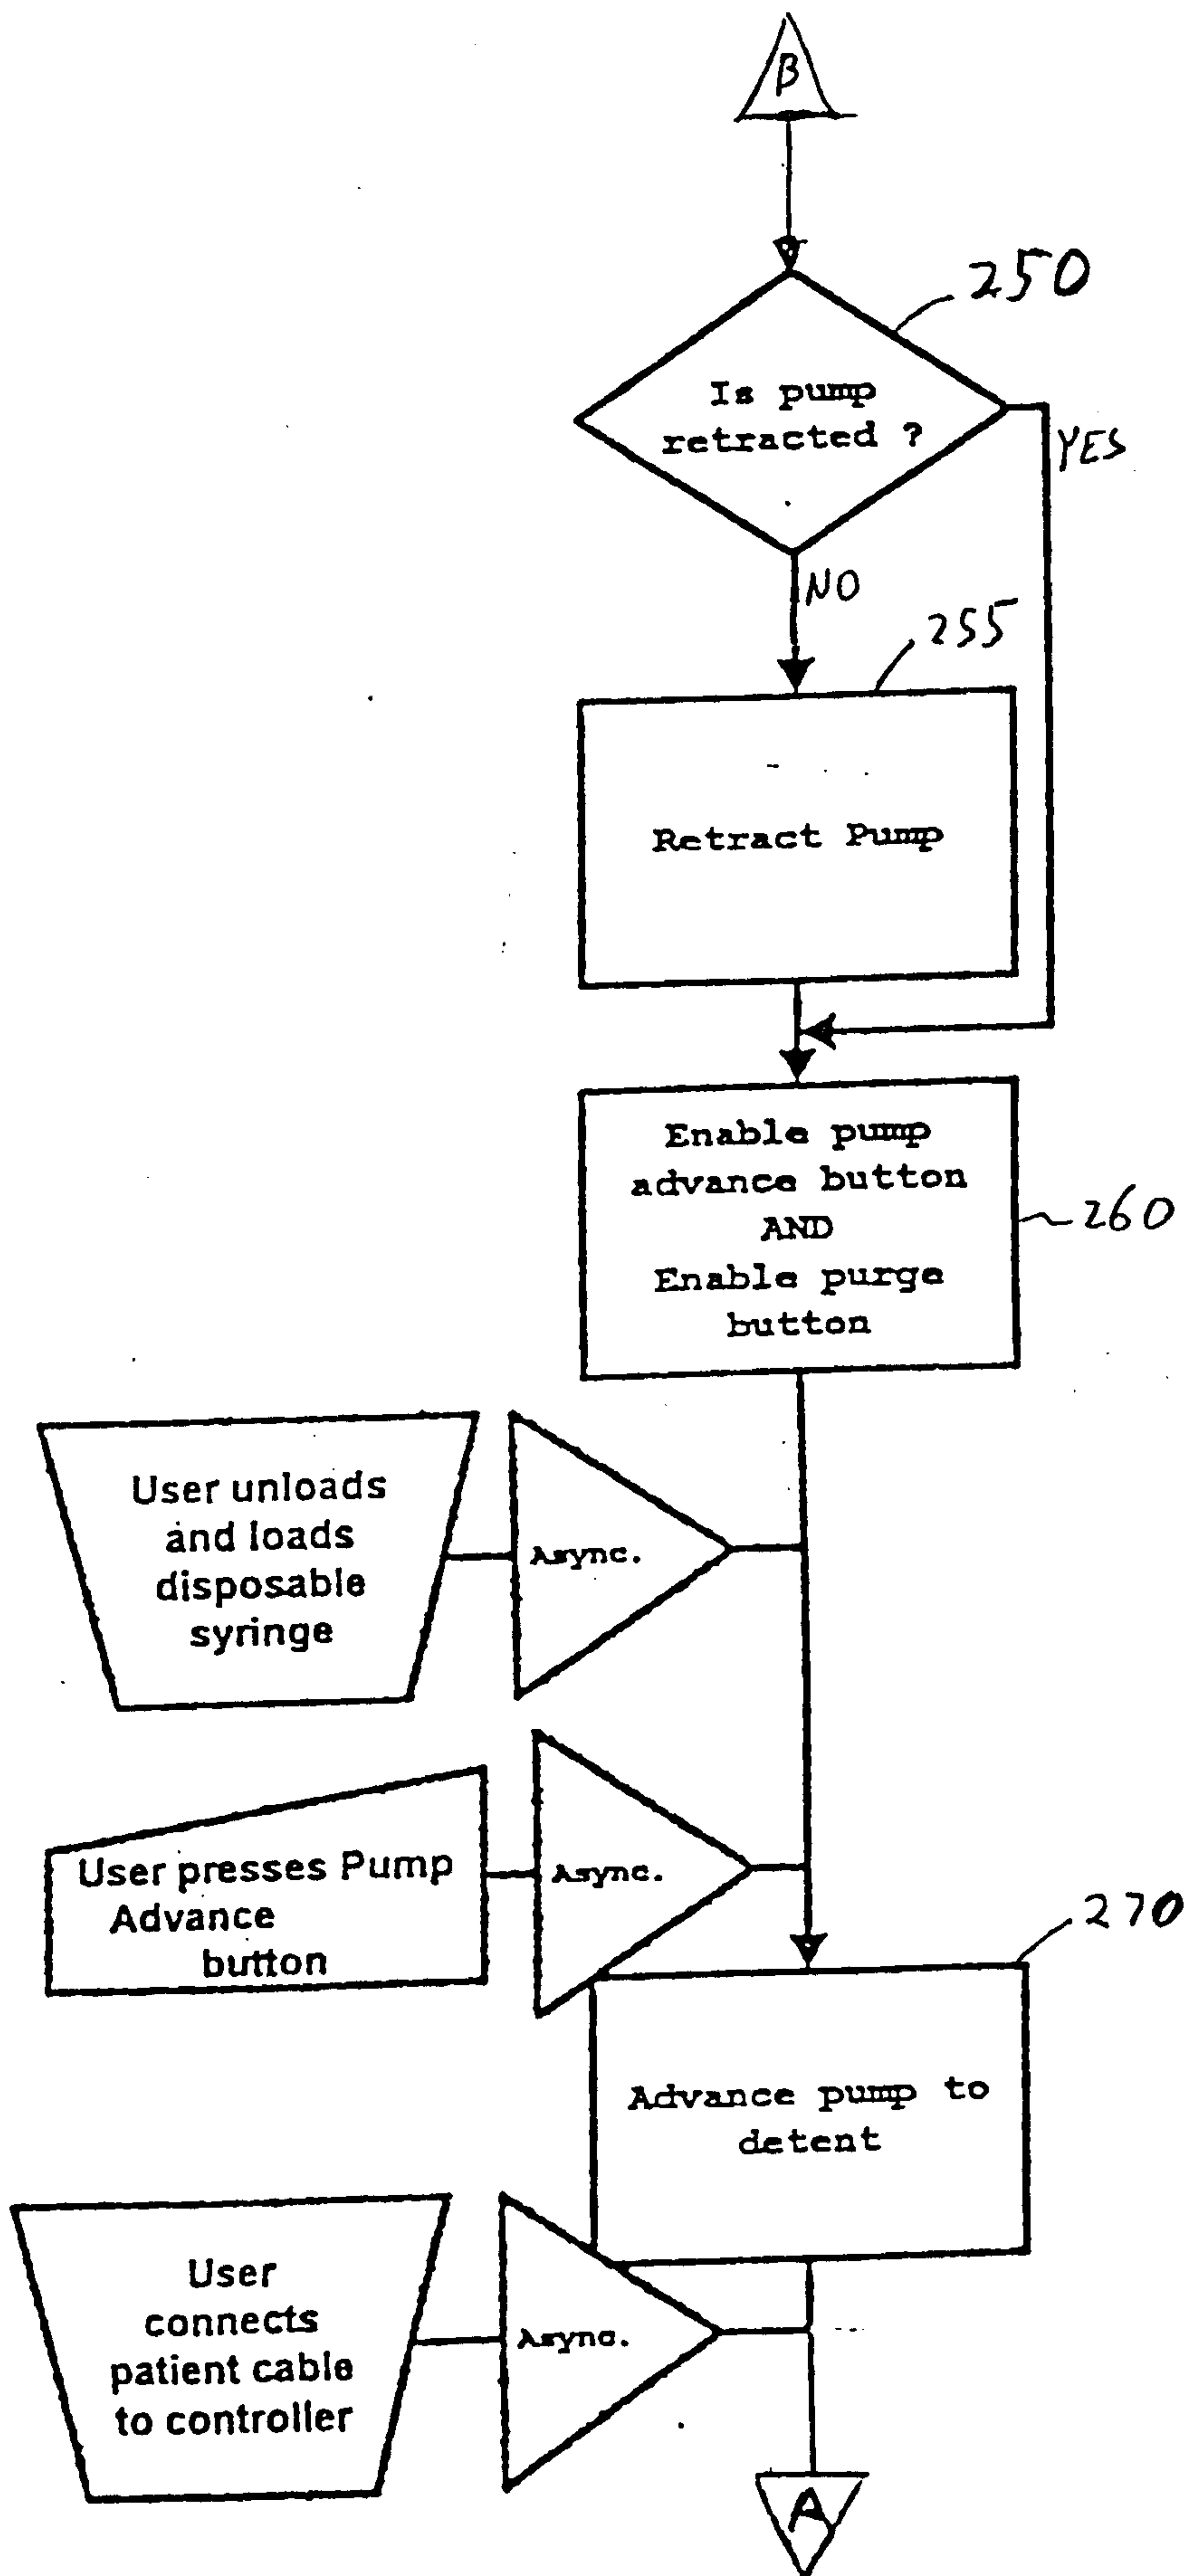 B
250
Is pump
retracted ?
YES
NO
255
Retract Pump
Enable pump
advance button
AND
Enable purge
button
260
User unloads
and loads
disposable
syringe
Async.
User presses Pump
Advance
button
Async.
270
Advance pump to
detent
User
connects
patient cable
to controller
Async.
A